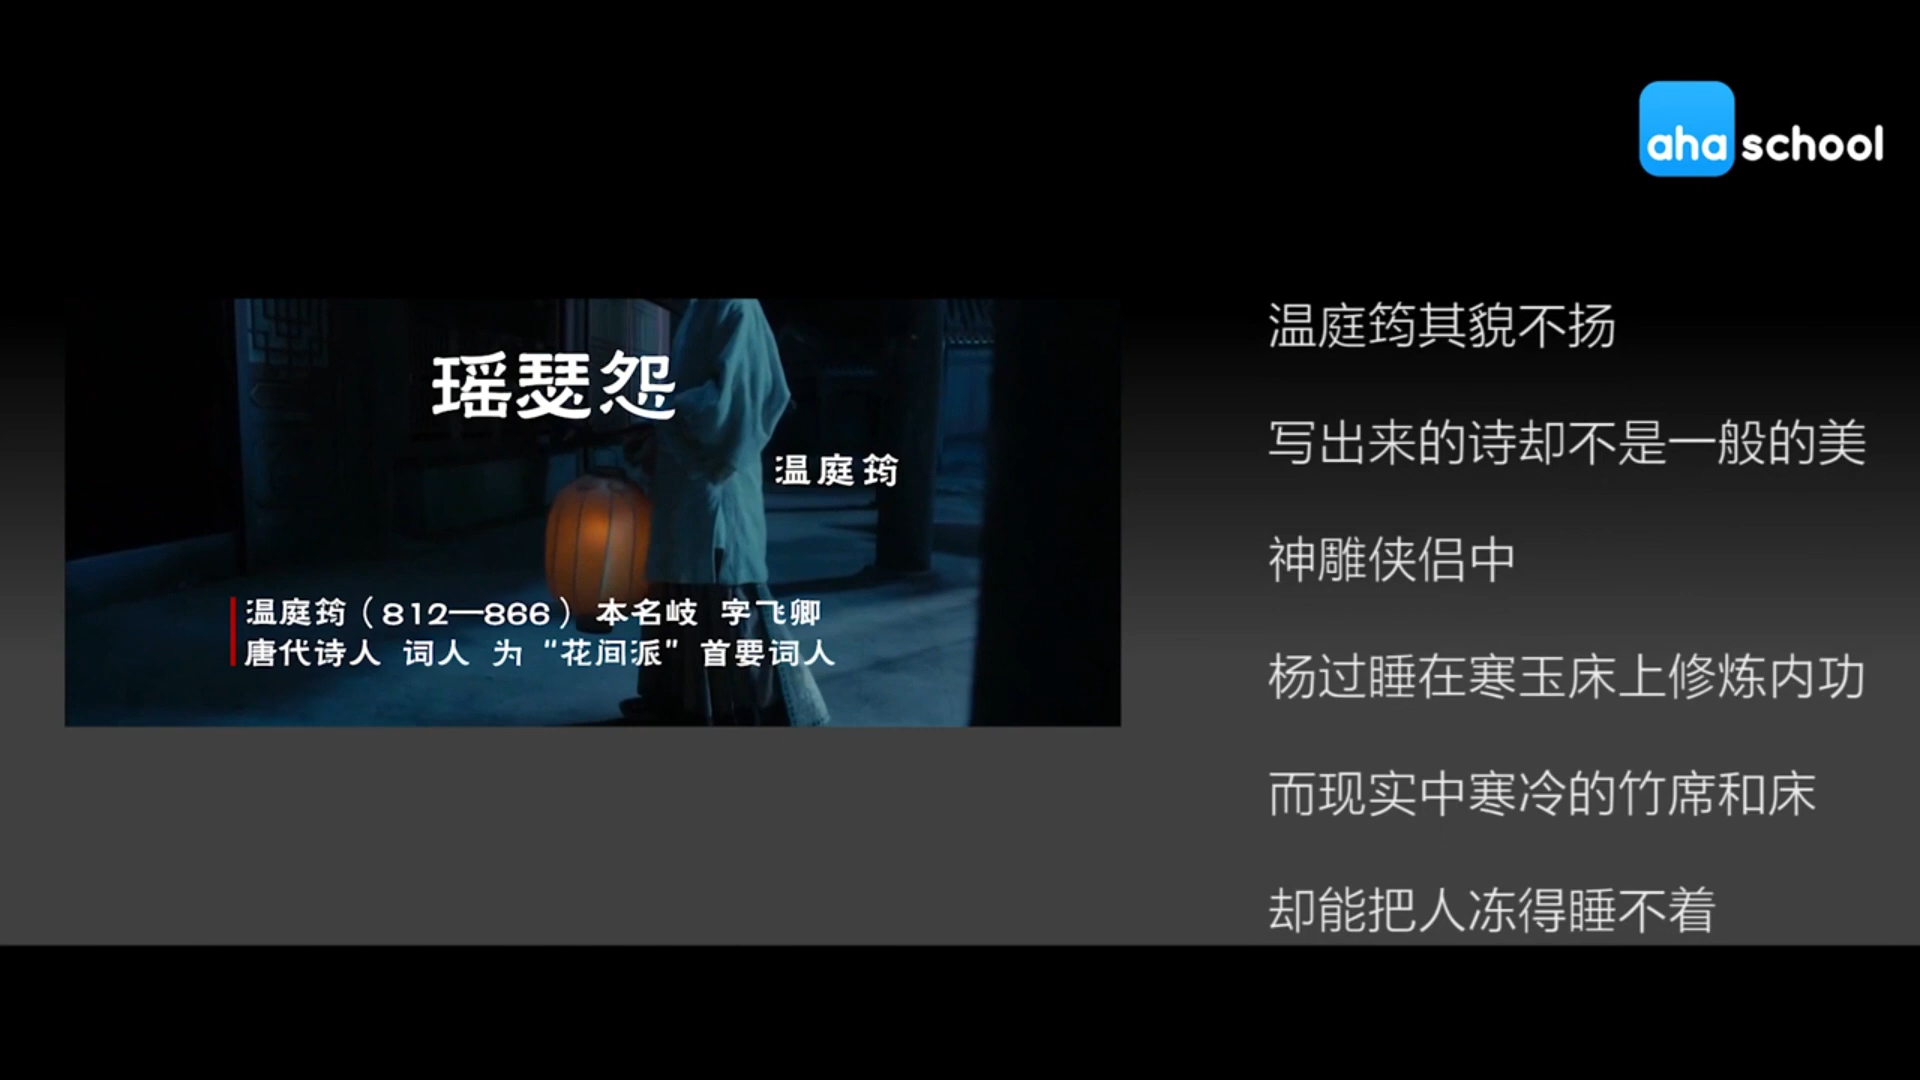 aha school
瑶瑟怨
温庭筠
温庭筠（812—866） 本名岐 字飞卿
唐代诗人 词人 为“花间派”首要词人
温庭筠其貌不扬
写出来的诗却不是一般的美
神雕侠侣中
杨过睡在寒玉床上修炼内功
而现实中寒冷的竹席和床
却能把人冻得睡不着